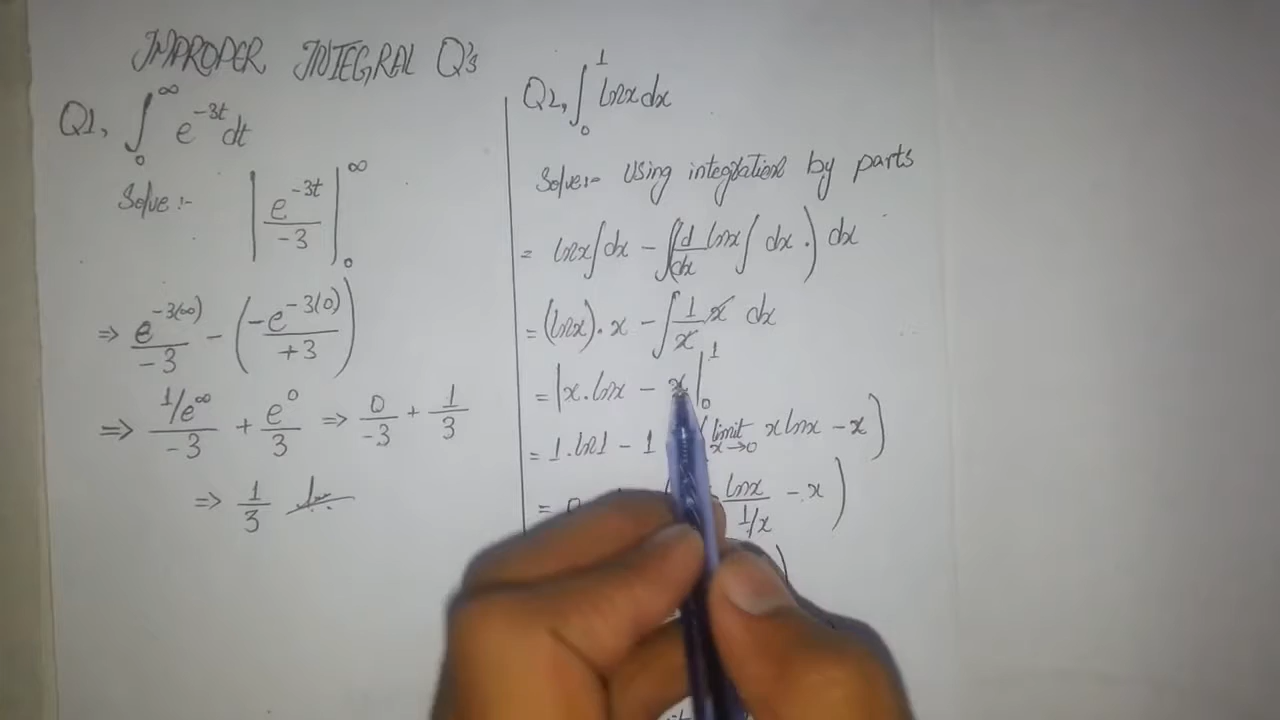 IMPROPER INTEGRAL Q's
Q1, ∫₀^∞ e^{-3t} dt
Solve :-
|e^{-3t}/-3|₀^∞
⇒ e^{-3(∞)}/-3 - (-e^{-3(0)}/+3)
⇒ 1/e^∞/-3 + e^0/3 ⇒ 0/-3 + 1/3
⇒ 1/3
Q2, ∫₀^1 lnx dx
Solve:- Using integration by parts
= lnx∫dx - ∫(d/dx lnx ∫dx.) dx
= (lnx).x - ∫1/x x dx
= |x.lnx - x|₀^1
= 1.ln1 - 1 (limit x→0 xlnx - x)
= 0 lnx/1/x - x)